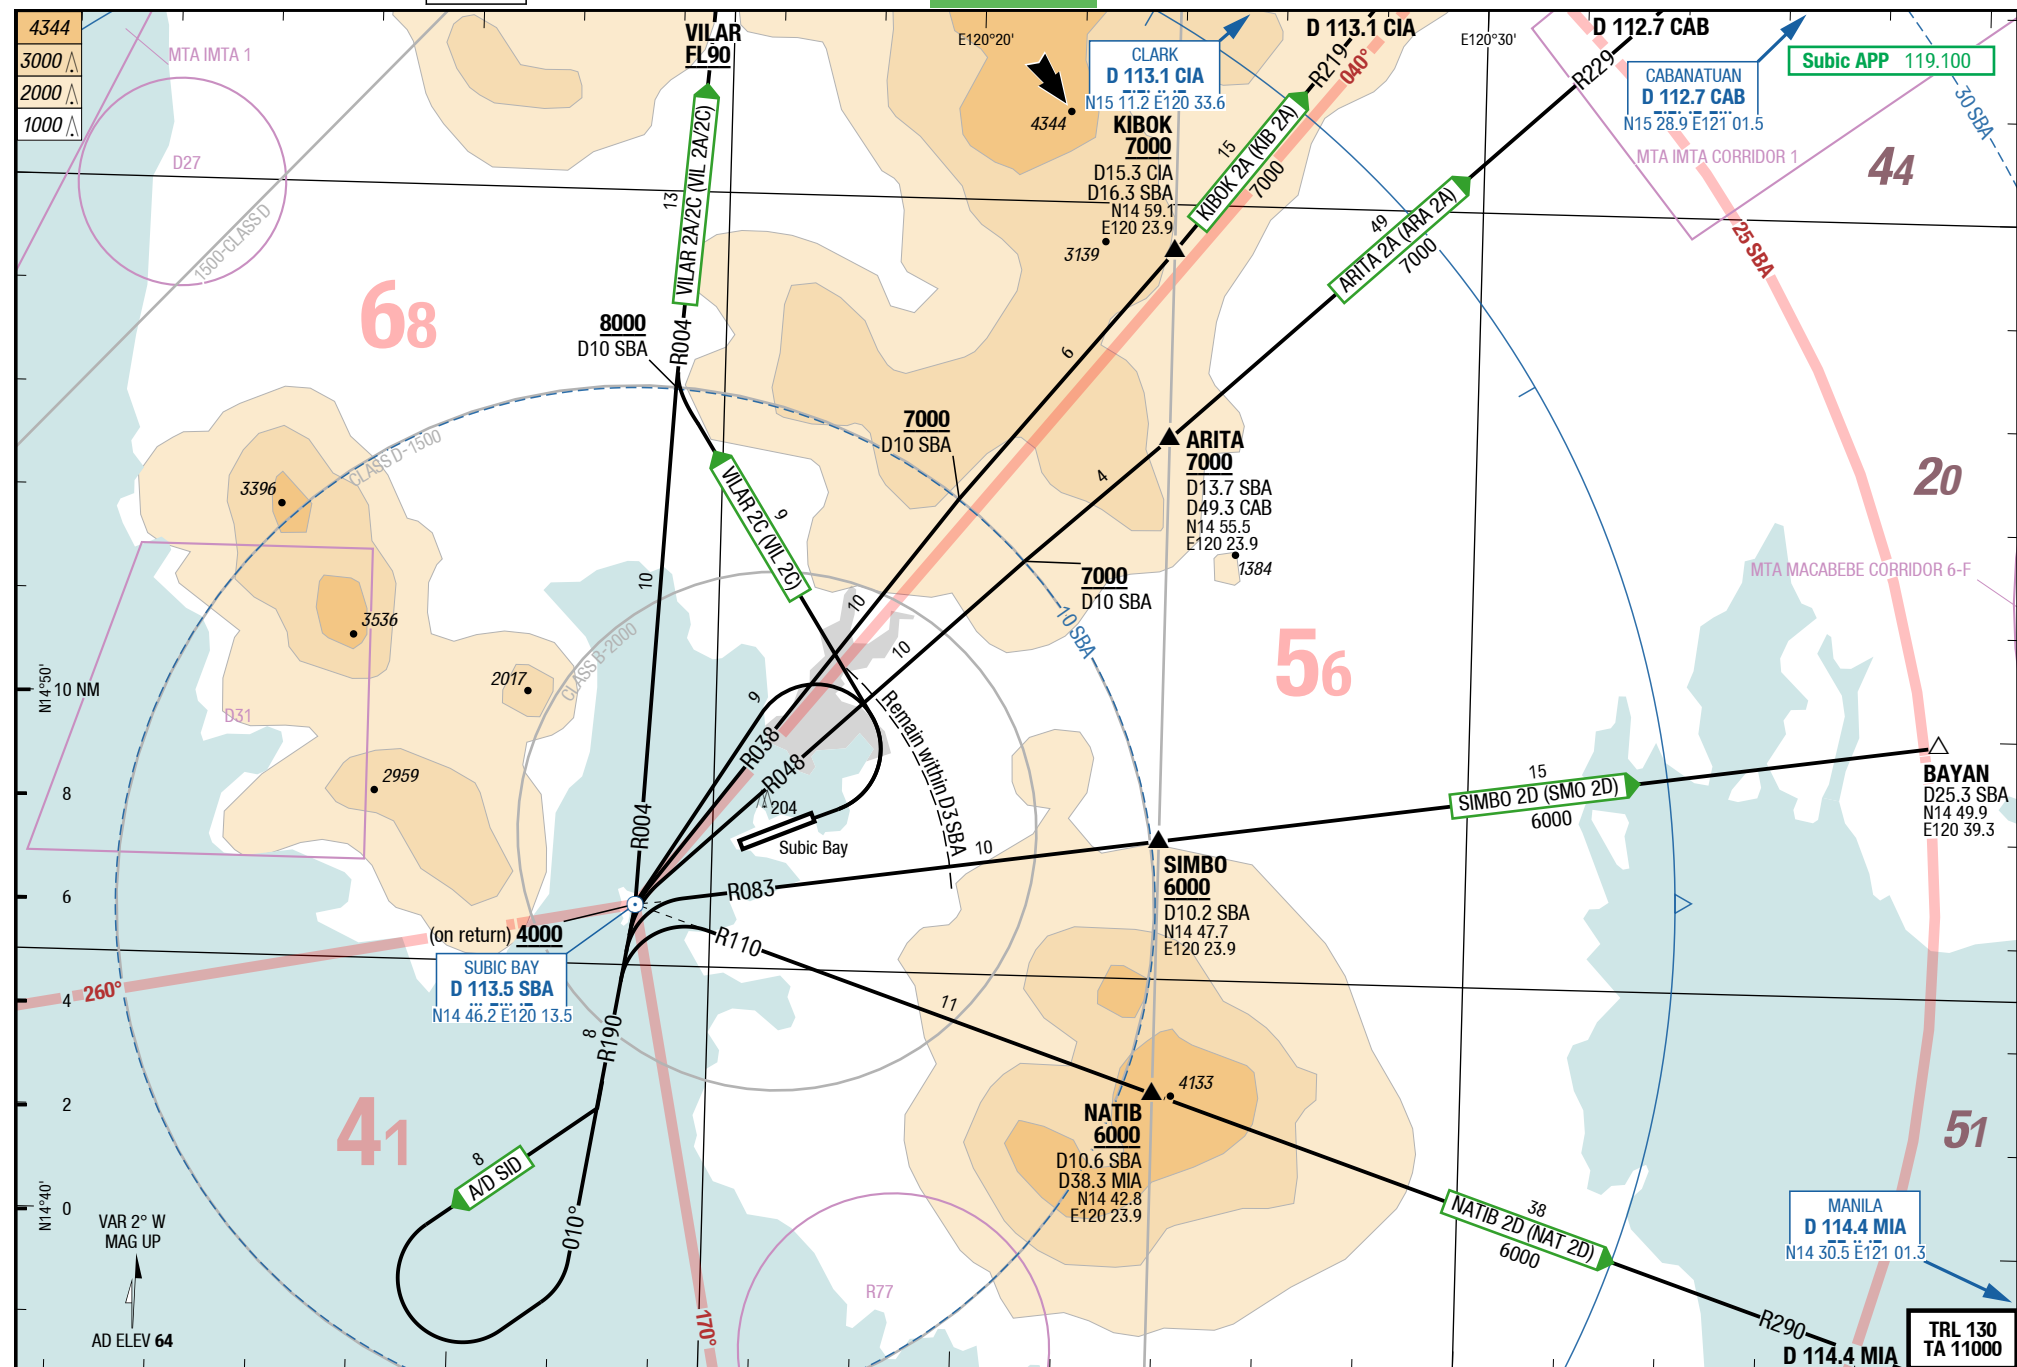 4344
3000
2000
1000
MTA IMTA 1
D27
1500-CLASS D
VILAR
FL90
13
VILAR 2A/2C (VIL 2A/2C)
R004
E120°20'
CLARK
D 113.1 CIA
N15 11.2 E120 33.6
4344
KIBOK
7000
D15.3 CIA
D16.3 SBA
N14 59.1
E120 23.9
3139
D 113.1 CIA
R219
040°
15
KIBOK 2A (KIB 2A)
7000
E120°30'
D 112.7 CAB
R229
CABANATUAN
D 112.7 CAB
N15 28.9 E121 01.5
Subic APP 119.100
30 SBA
MTA IMTA CORRIDOR 1
44
49
ARITA 2A (ARA 2A)
7000
25 SBA
68
8000
D10 SBA
6
7000
D10 SBA
4
ARITA
7000
D13.7 SBA
D49.3 CAB
N14 55.5
E120 23.9
1384
20
CLASS D-1500
3396
VILAR 2C (VIL 2C)
9
10
10
7000
D10 SBA
10 SBA
MTA MACABEBE CORRIDOR 6-F
3536
CLASS B-2000
10
56
2017
N14°50'
10 NM
D31
9
Remain within D3 SBA
R038
R048
2959
8
204
Subic Bay
R004
10
15
SIMBO 2D (SMO 2D)
6000
BAYAN
D25.3 SBA
N14 49.9
E120 39.3
SIMBO
6000
D10.2 SBA
N14 47.7
E120 23.9
6
R083
(on return) 4000
R110
SUBIC BAY
D 113.5 SBA
N14 46.2 E120 13.5
260°
4
11
8
R190
41
2
4133
NATIB
6000
D10.6 SBA
D38.3 MIA
N14 42.8
E120 23.9
51
8
A/D SID
N14°40'
0
010°
38
NATIB 2D (NAT 2D)
6000
MANILA
D 114.4 MIA
N14 30.5 E121 01.3
VAR 2° W
MAG UP
AD ELEV 64
R77
170°
R290
D 114.4 MIA
TRL 130
TA 11000